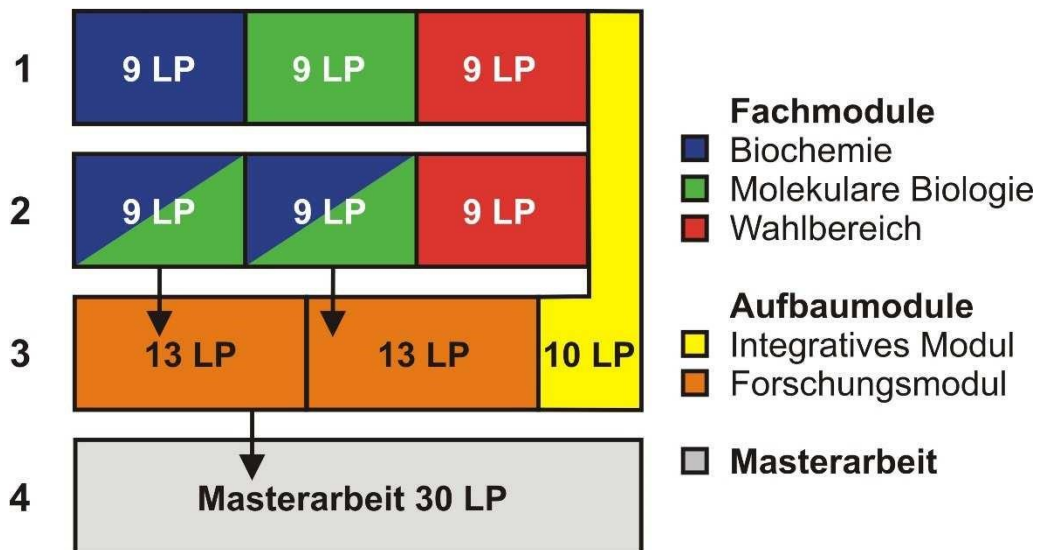 1
9 LP
9 LP
9 LP
2
9 LP
9 LP
9 LP
3
13 LP
13 LP
10 LP
4
Masterarbeit 30 LP
Fachmodule
Biochemie
Molekulare Biologie
Wahlbereich
Aufbaumodule
Integratives Modul
Forschungsmodul
Masterarbeit